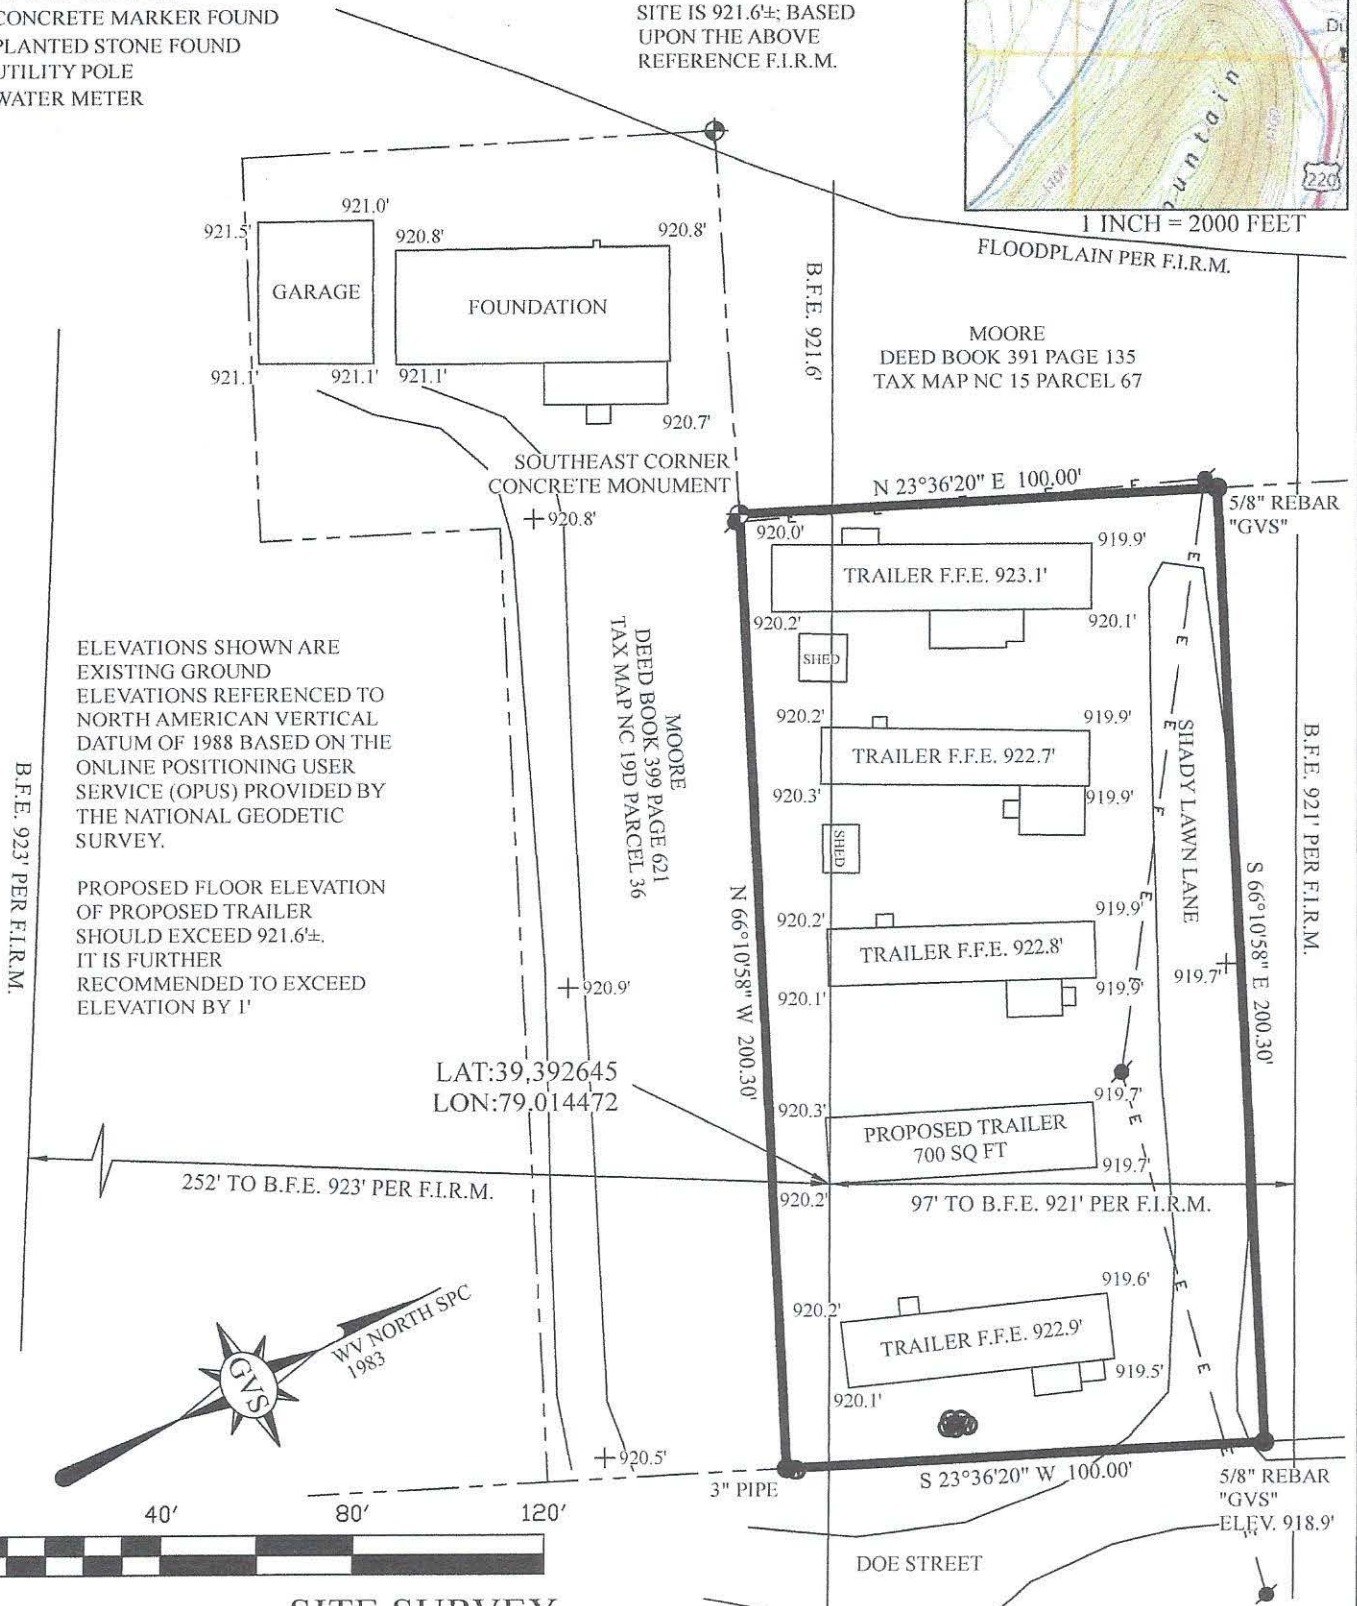 CONCRETE MARKER FOUND
PLANTED STONE FOUND
UTILITY POLE
WATER METER
SITE IS 921.6'±; BASED
UPON THE ABOVE
REFERENCE F.I.R.M.
1100
1100
220
1 INCH = 2000 FEET
FLOODPLAIN PER F.I.R.M.
921.5'
921.0'
920.8'
920.8'
GARAGE
FOUNDATION
921.1'
921.1'
921.1'
920.7'
B.F.E. 921.6'
MOORE
DEED BOOK 391 PAGE 135
TAX MAP NC 15 PARCEL 67
SOUTHEAST CORNER
CONCRETE MONUMENT
920.8'
N 23°36'20" E 100.00'
E
E
E
E
E
5/8" REBAR
"GVS"
920.0'
919.9'
TRAILER F.F.E. 923.1'
920.2'
920.1'
SHED
E
E
ELEVATIONS SHOWN ARE
EXISTING GROUND
ELEVATIONS REFERENCED TO
NORTH AMERICAN VERTICAL
DATUM OF 1988 BASED ON THE
ONLINE POSITIONING USER
SERVICE (OPUS) PROVIDED BY
THE NATIONAL GEODETIC
SURVEY.
PROPOSED FLOOR ELEVATION
OF PROPOSED TRAILER
SHOULD EXCEED 921.6'±.
IT IS FURTHER
RECOMMENDED TO EXCEED
ELEVATION BY 1'
B.F.E. 923' PER F.I.R.M.
MOORE
DEED BOOK 399 PAGE 621
TAX MAP NC 19D PARCEL 36
920.2'
919.9'
E
TRAILER F.F.E. 922.7'
SHADY LAWN LANE
920.3'
919.9'
E
SHED
B.F.E. 921' PER F.I.R.M.
N 66°10'58" W 200.30'
S 66°10'58" E 200.30'
920.2'
919.9'
E
TRAILER F.F.E. 922.8'
919.7'
920.9'
920.1'
919.9'
LAT:39.392645
LON:79.014472
920.3'
919.7'
E
PROPOSED TRAILER
700 SQ FT
919.7'
252' TO B.F.E. 923' PER F.I.R.M.
920.2'
97' TO B.F.E. 921' PER F.I.R.M.
WV NORTH SPC
1983
GVS
919.6'
E
920.2'
TRAILER F.F.E. 922.9'
E
919.5'
920.1'
920.5'
E
3" PIPE
S 23°36'20" W 100.00'
5/8" REBAR
"GVS"
ELEV. 918.9'
40'
80'
120'
DOE STREET
SITE SURVEY